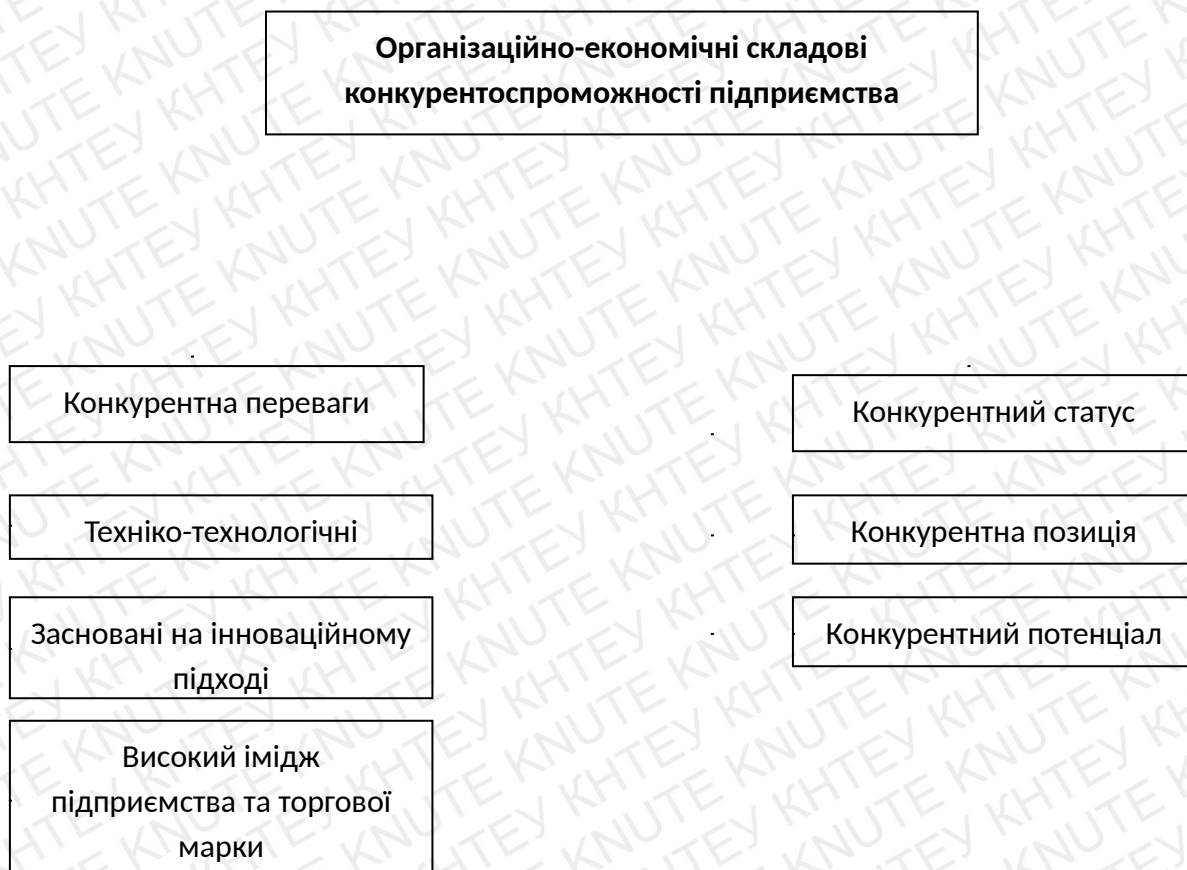 Організаційно-економічні складові
конкурентоспроможності підприємства
Конкурентна переваги
Техніко-технологічні
Засновані на інноваційному
підході
Високий імідж
підприємства та торгової
марки
Конкурентний статус
Конкурентна позиція
Конкурентний потенціал